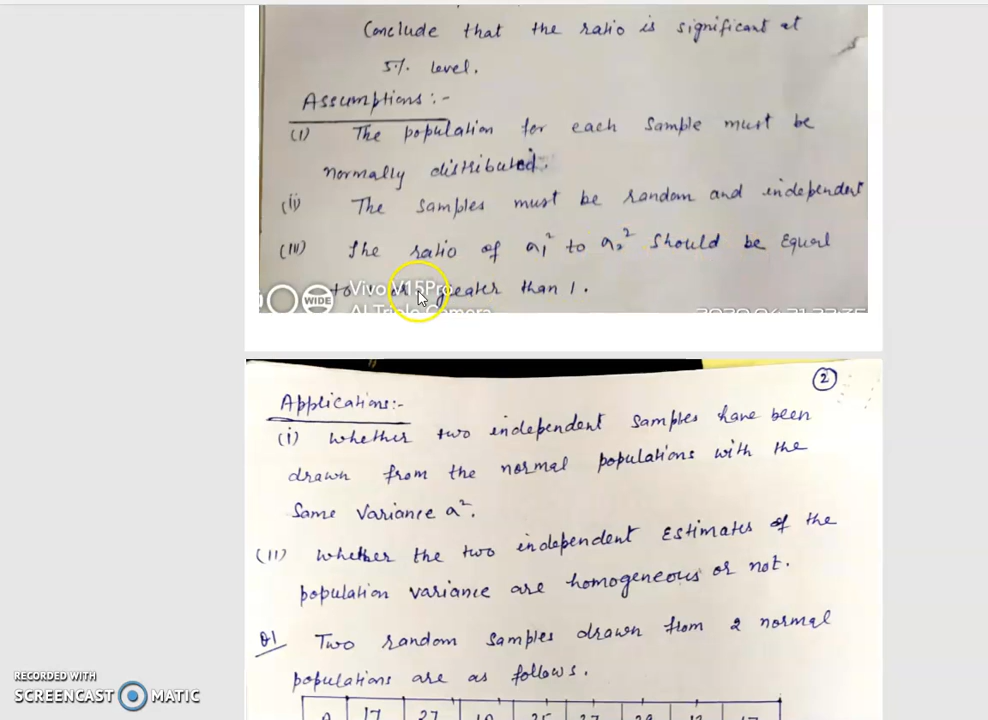 Conclude that the ratio is significant at
5% level.
Assumptions:-
(i) The population for each sample must be
normally distributed.
(ii) The samples must be random and independent
(iii) The ratio of σ₁² to σ₂² should be equal
to 1 or greater than 1.
WIDE
Vivo V15Pro
AI Triple Camera
2
Applications:-
(i) Whether two independent samples have been
drawn from the normal populations with the
same variance σ².
(ii) Whether the two independent estimates of the
population variance are homogeneous or not.
Q1 Two random samples drawn from 2 normal
populations are as follows.
A 17 27
RECORDED WITH
SCREENCAST MATIC